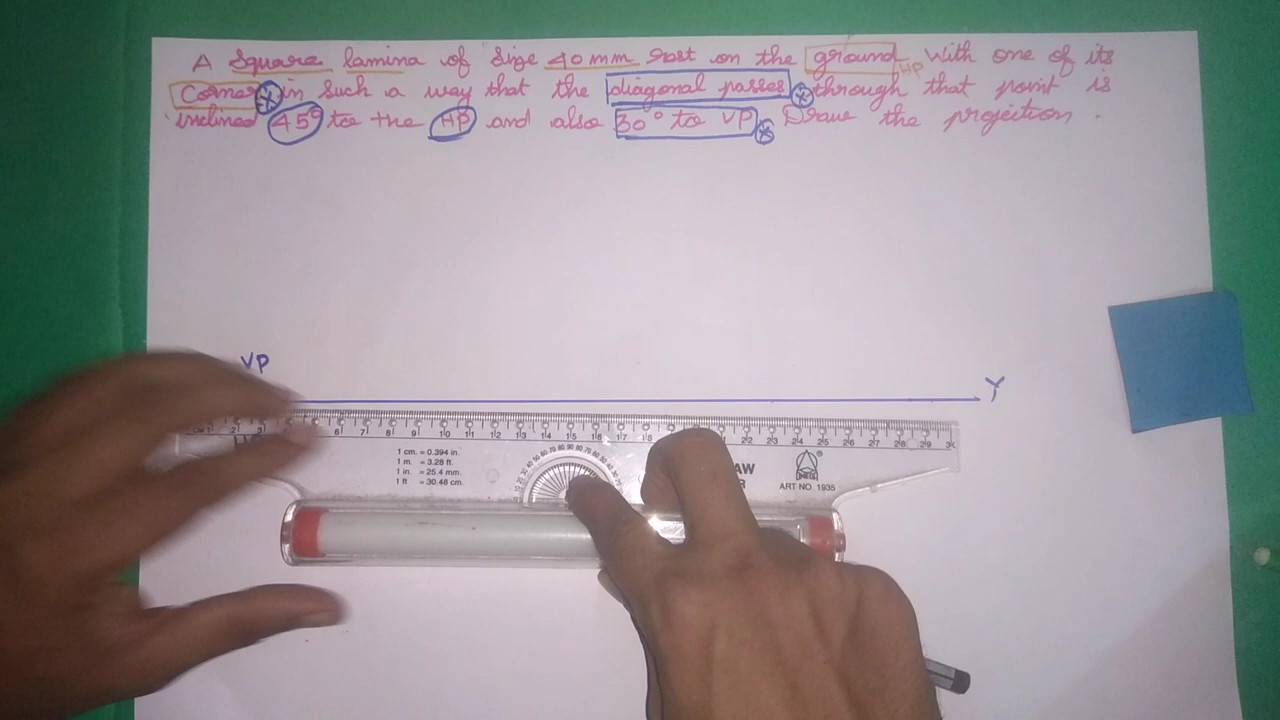 A Square lamina of Size 40mm rest on the ground with one of its
HP
Corner in such a way that the diagonal passes through that point is
inclined 45° to the HP and also 30° to VP. Draw the projection.
VP
Y
1 cm. = 0.394 in.
1 m. = 3.28 ft.
1 in. = 25.4 mm.
1 ft = 30.48 cm.
ART NO. 1935